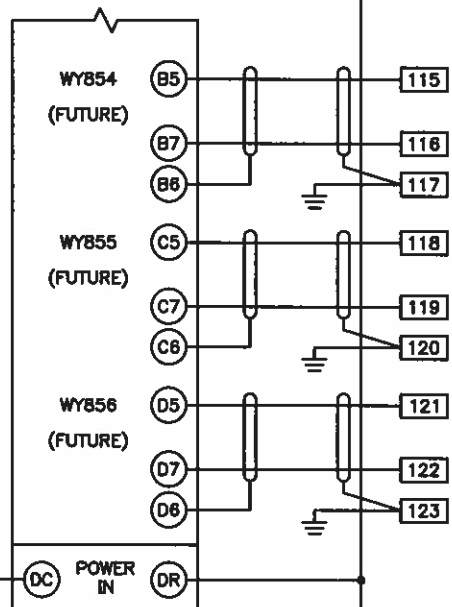 WY854 B5 115
(FUTURE)
B7 116
B6 117
WY855 C5 118
(FUTURE)
C7 119
C6 120
WY856 D5 121
(FUTURE)
D7 122
D6 123
DC POWER IN DR